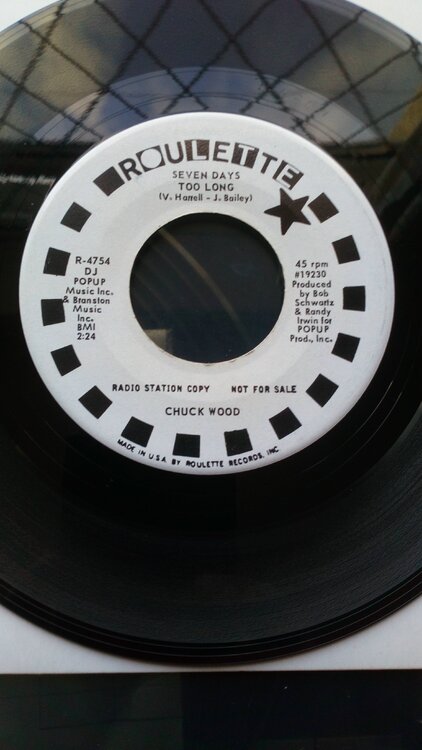 ROULETTE
SEVEN DAYS
TOO LONG
(V. Harrell - J. Bailey)
R-4754
DJ
POPUP
Music Inc.
& Branston
Music
Inc.
BMI
2:24
45 rpm
#19230
Produced
by Bob
Schwartz
& Randy
Irwin for
POPUP
Prod., Inc.
RADIO STATION COPY NOT FOR SALE
CHUCK WOOD
MADE IN U.S.A. BY ROULETTE RECORDS, INC.